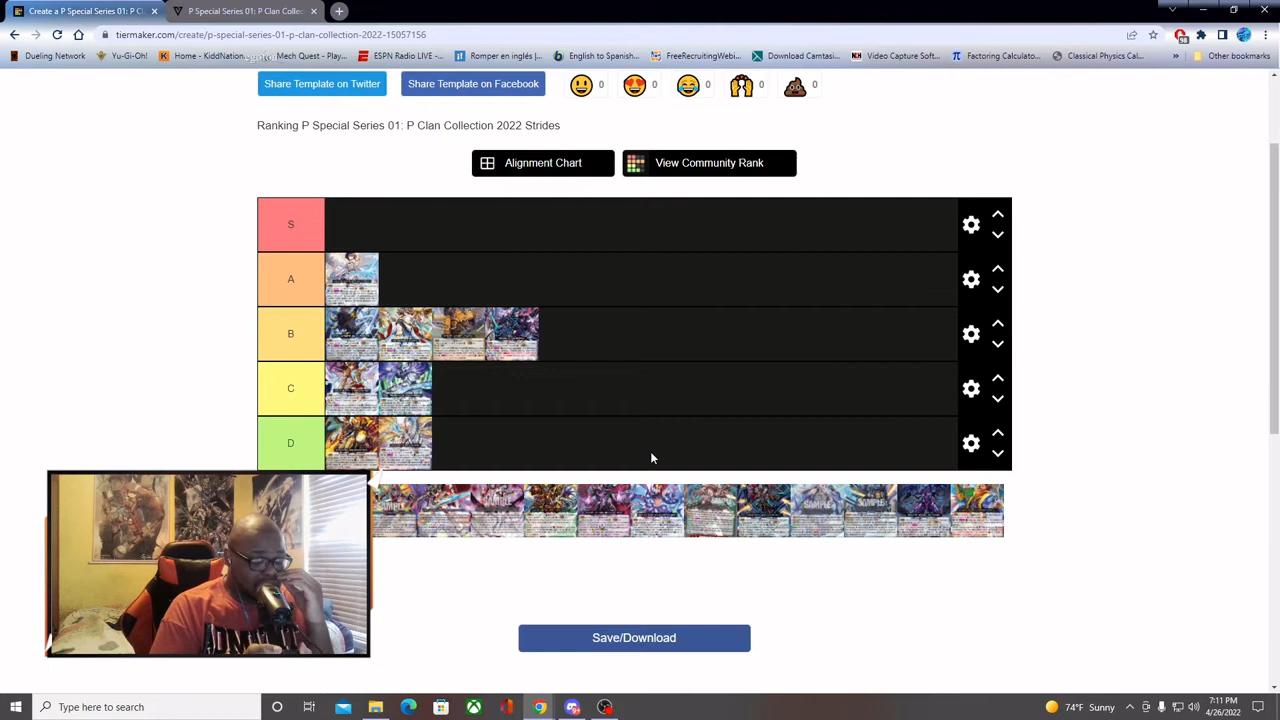 Create a P Special Series 01: P Cl
P Special Series 01: P Clan Collec
tiermaker.com/create/p-special-series-01-p-clan-collection-2022-15057156
98
Dueling Network
Yu-Gi-Oh!
Home - KiddNation...
Mech Quest - Play...
ESPN Radio LIVE -...
Romper en inglés |...
English to Spanish...
FreeRecruitingWebi...
Download Camtasi...
Video Capture Soft...
Factoring Calculato...
Classical Physics Cal...
Other bookmarks
Share Template on Twitter
Share Template on Facebook
0
0
0
0
0
Ranking P Special Series 01: P Clan Collection 2022 Strides
Alignment Chart
View Community Rank
S
A
B
C
D
SAMPLE
SAMPLE
Save/Download
Type here to search
74°F Sunny
7:11 PM
4/26/2022